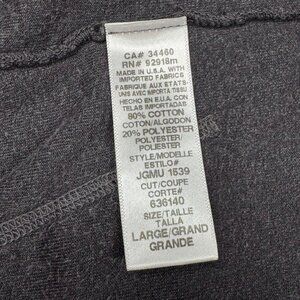 CA# 34460
RN# 92918m
MADE IN U.S.A. WITH
IMPORTED FABRICS
FABRIQUE AUX ETATS-
UNIS AVEC IMPORTÉS TISSUS
HECHO EN E.U.A. CON
TELAS IMPORTADAS
80% COTTON
COTON/ALGODON
20% POLYESTER
POLYESTER/
POLIESTER
STYLE/MODELLE
ESTILO#
JGMU 1539
CUT/COUPE
CORTE#
636140
SIZE/TAILLE
TALLA
LARGE/GRAND
GRANDE